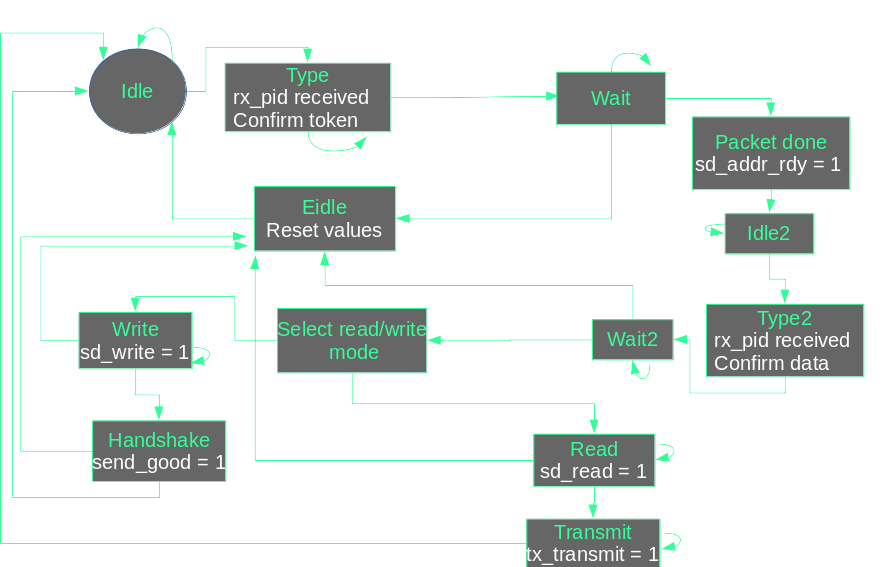 Idle
Type
rx_pid received
Confirm token
Wait
Packet done
sd_addr_rdy = 1
Eidle
Reset values
Idle2
Write
sd_write = 1
Select read/write
mode
Wait2
Type2
rx_pid received
Confirm data
Handshake
send_good = 1
Read
sd_read = 1
Transmit
tx_transmit = 1